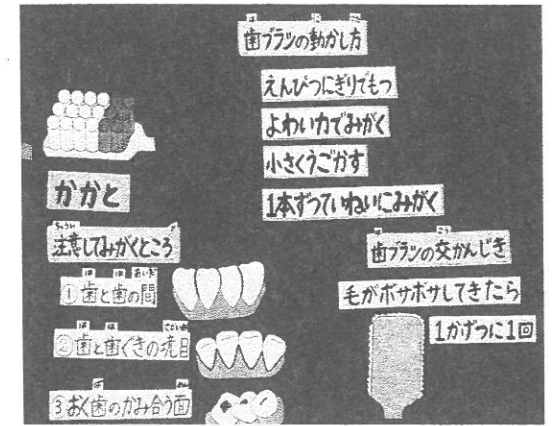 歯ブラシの動かし方
えんぴつにぎりでもつ
よわい力でみがく
小さくうごかす
1本ずつていねいにみがく
かかと
注意してみがくところ
①歯と歯の間
②歯と歯ぐきの境目
③おく歯のかみ合う面
歯ブラシの交かんじき
毛がボサボサしてきたら
1かげつに1回